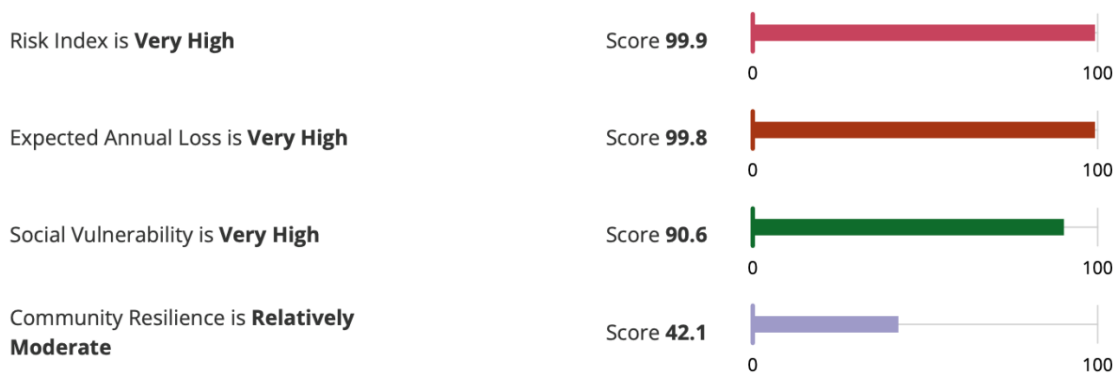 Risk Index is Very High
Score 99.9
0
100
Expected Annual Loss is Very High
Score 99.8
0
100
Social Vulnerability is Very High
Score 90.6
0
100
Community Resilience is Relatively
Moderate
Score 42.1
0
100